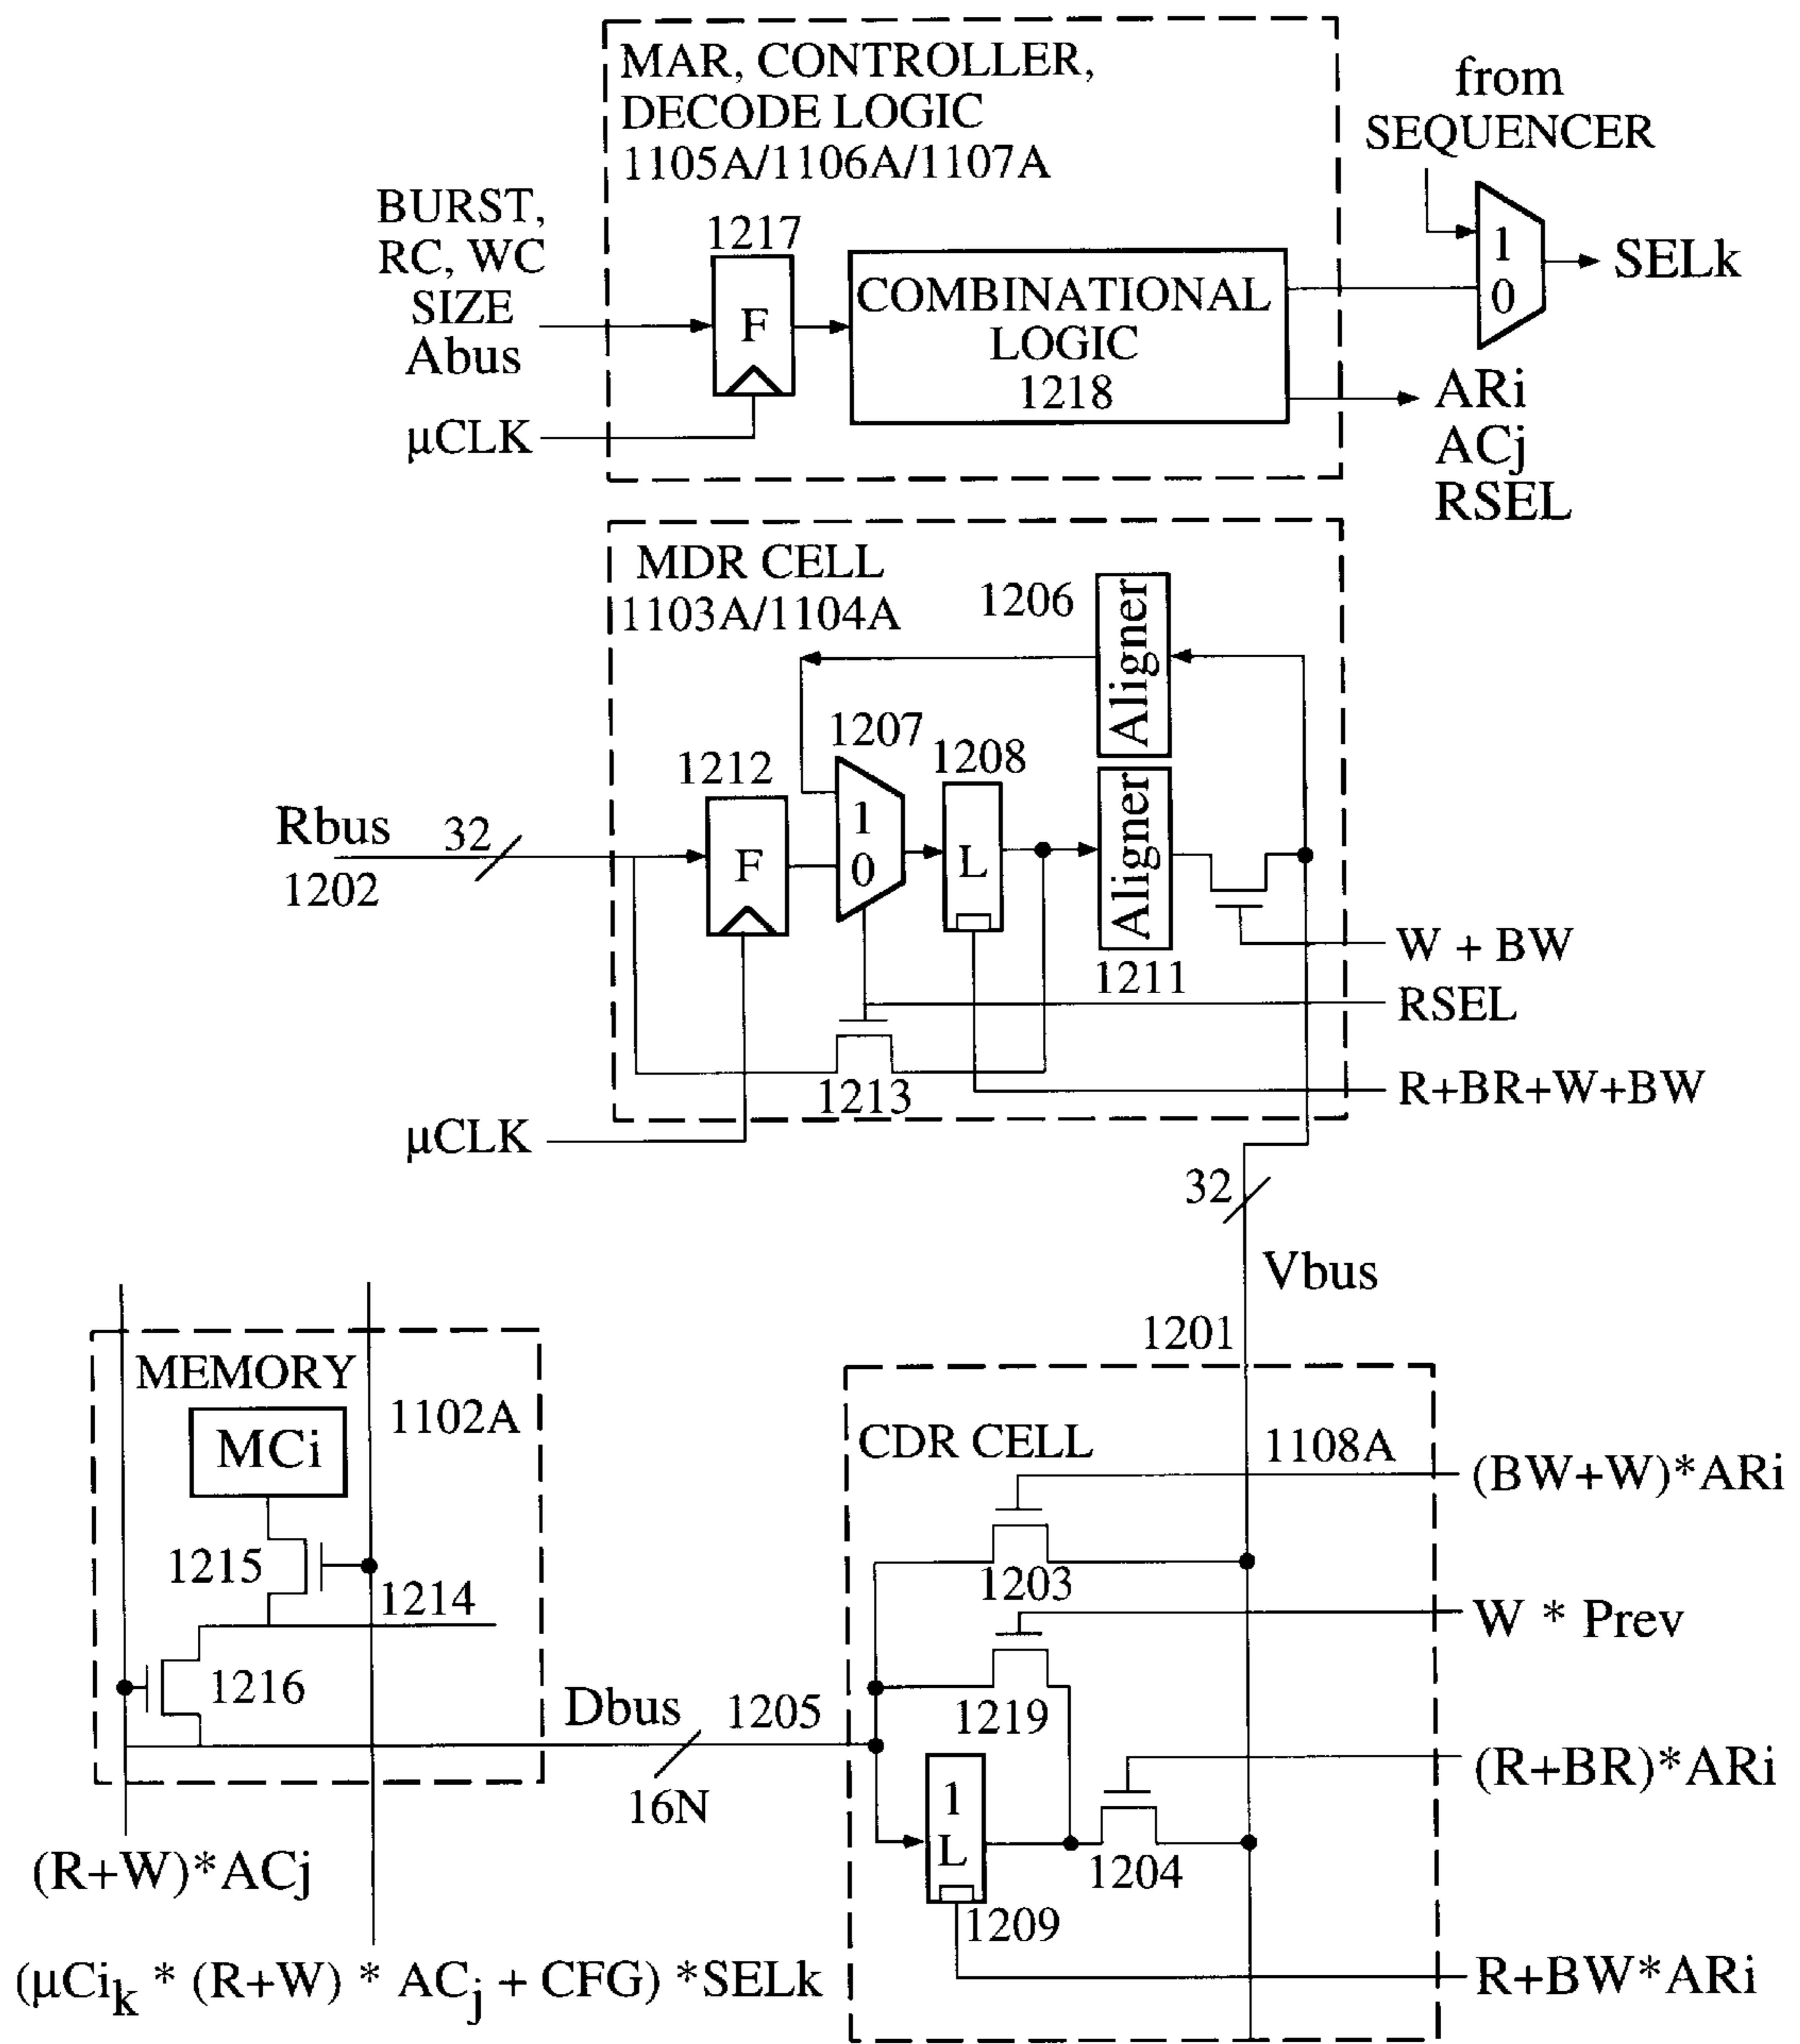 MAR, CONTROLLER,
DECODE LOGIC
1105A/1106A/1107A
from
SEQUENCER
BURST,
RC, WC
SIZE
Abus
1217
F
COMBINATIONAL
LOGIC
1218
1
0
SELk
µCLK
ARi
ACj
RSEL
MDR CELL
1103A/1104A
1206
Aligner
1207
1208
1212
Rbus
32
1202
F
1
0
L
Aligner
1211
W + BW
RSEL
1213
R+BR+W+BW
µCLK
32
Vbus
1201
MEMORY
1102A
MCi
CDR CELL
1108A
(BW+W)*ARi
1215
1214
1203
W * Prev
1216
Dbus
1205
1219
16N
(R+BR)*ARi
1
L
1204
(R+W)*ACj
1209
(µCik * (R+W) * ACj + CFG) *SELk
R+BW*ARi